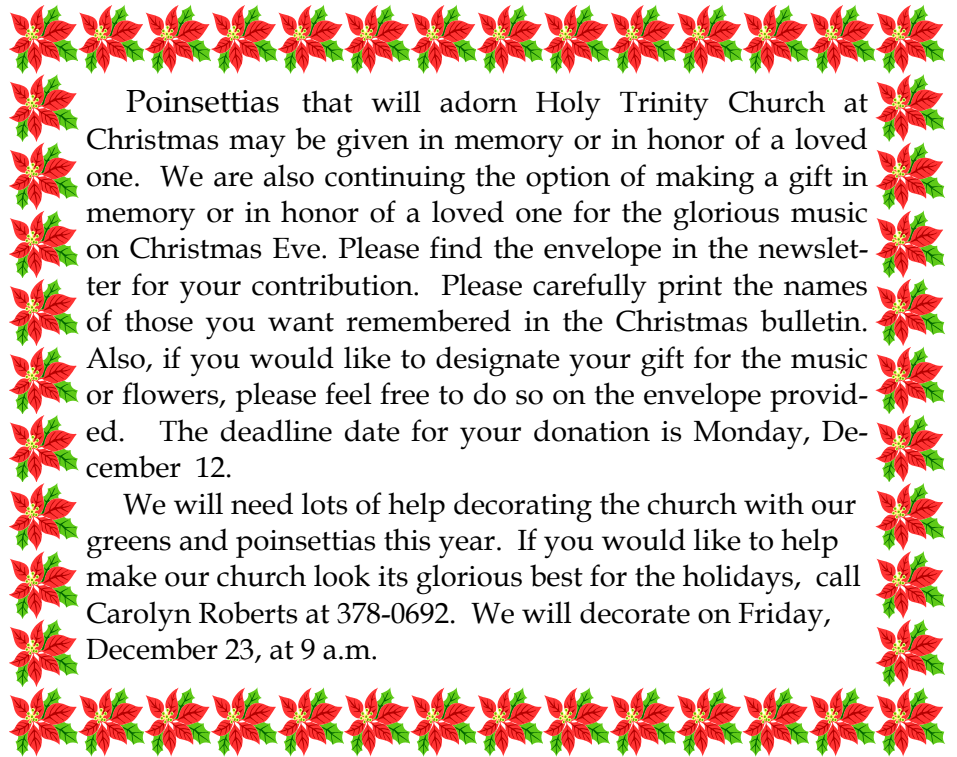 Poinsettias that will adorn Holy Trinity Church at
Christmas may be given in memory or in honor of a loved
one. We are also continuing the option of making a gift in
memory or in honor of a loved one for the glorious music
on Christmas Eve. Please find the envelope in the newslet-
ter for your contribution. Please carefully print the names
of those you want remembered in the Christmas bulletin.
Also, if you would like to designate your gift for the music
or flowers, please feel free to do so on the envelope provid-
ed. The deadline date for your donation is Monday, De-
cember 12.
We will need lots of help decorating the church with our
greens and poinsettias this year. If you would like to help
make our church look its glorious best for the holidays, call
Carolyn Roberts at 378-0692. We will decorate on Friday,
December 23, at 9 a.m.